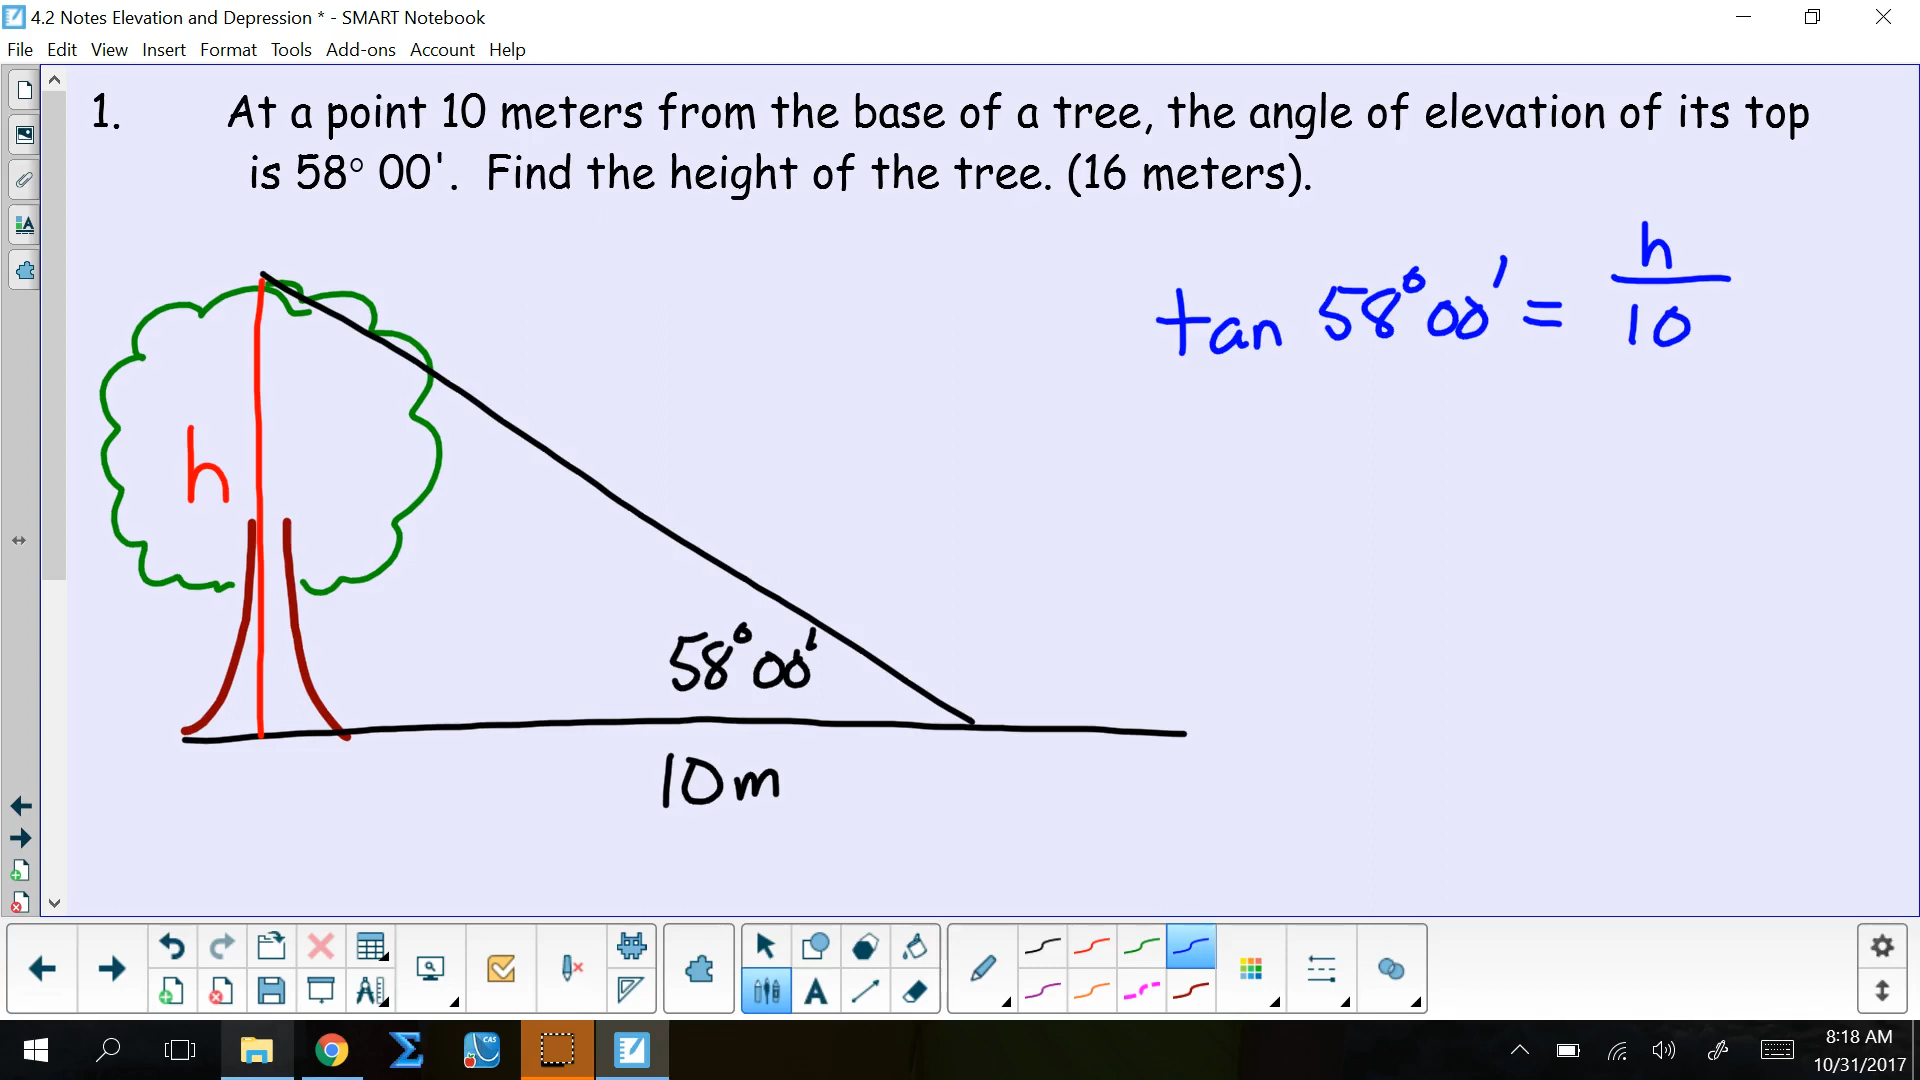 4.2 Notes Elevation and Depression * - SMART Notebook
File Edit View Insert Format Tools Add-ons Account Help
1. At a point 10 meters from the base of a tree, the angle of elevation of its top
is 58° 00'. Find the height of the tree. (16 meters).
tan 58° 00' = h
10
h
58° 00'
10m
A
CAS
8:18 AM
10/31/2017